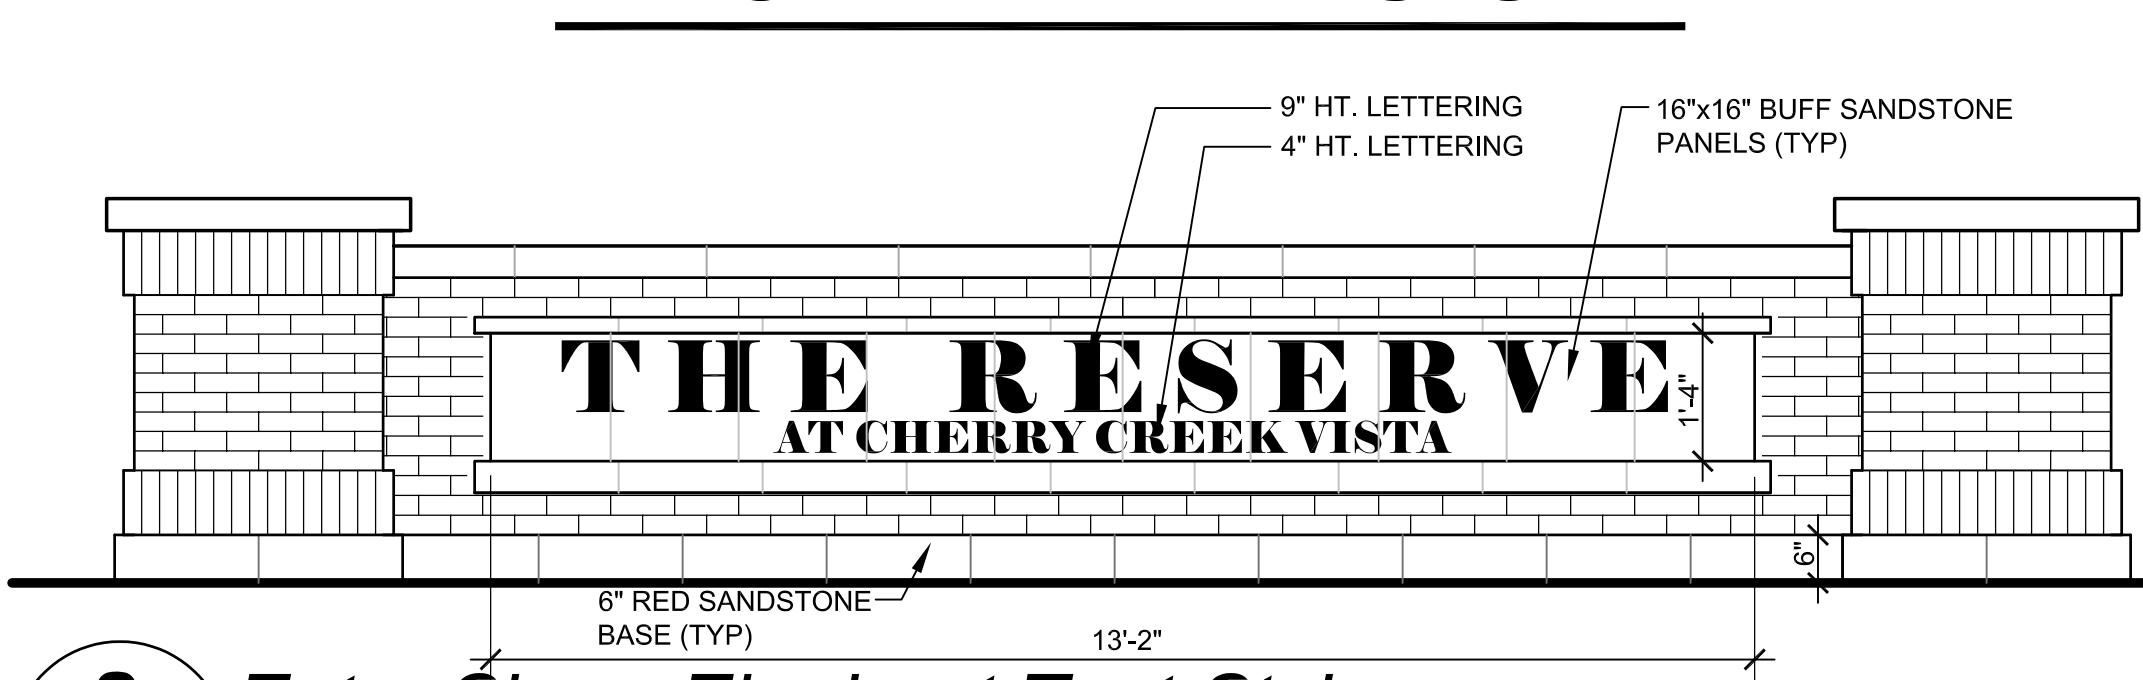 9" HT. LETTERING
4" HT. LETTERING
16"x16" BUFF SANDSTONE
PANELS (TYP)
THE RESERVE
AT CHERRY CREEK VISTA
1'-4"
6"
6" RED SANDSTONE
BASE (TYP)
13'-2"